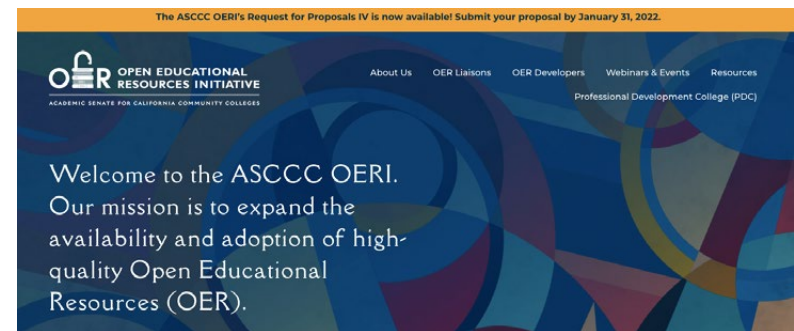 The ASCCC OERI's Request for Proposals IV is now available! Submit your proposal by January 31, 2022.
OER OPEN EDUCATIONAL
RESOURCES INITIATIVE
ACADEMIC SENATE FOR CALIFORNIA COMMUNITY COLLEGES
About Us OER Liaisons OER Developers Webinars & Events Resources
Professional Development College (PDC)
Welcome to the ASCCC OERI.
Our mission is to expand the
availability and adoption of high-
quality Open Educational
Resources (OER).